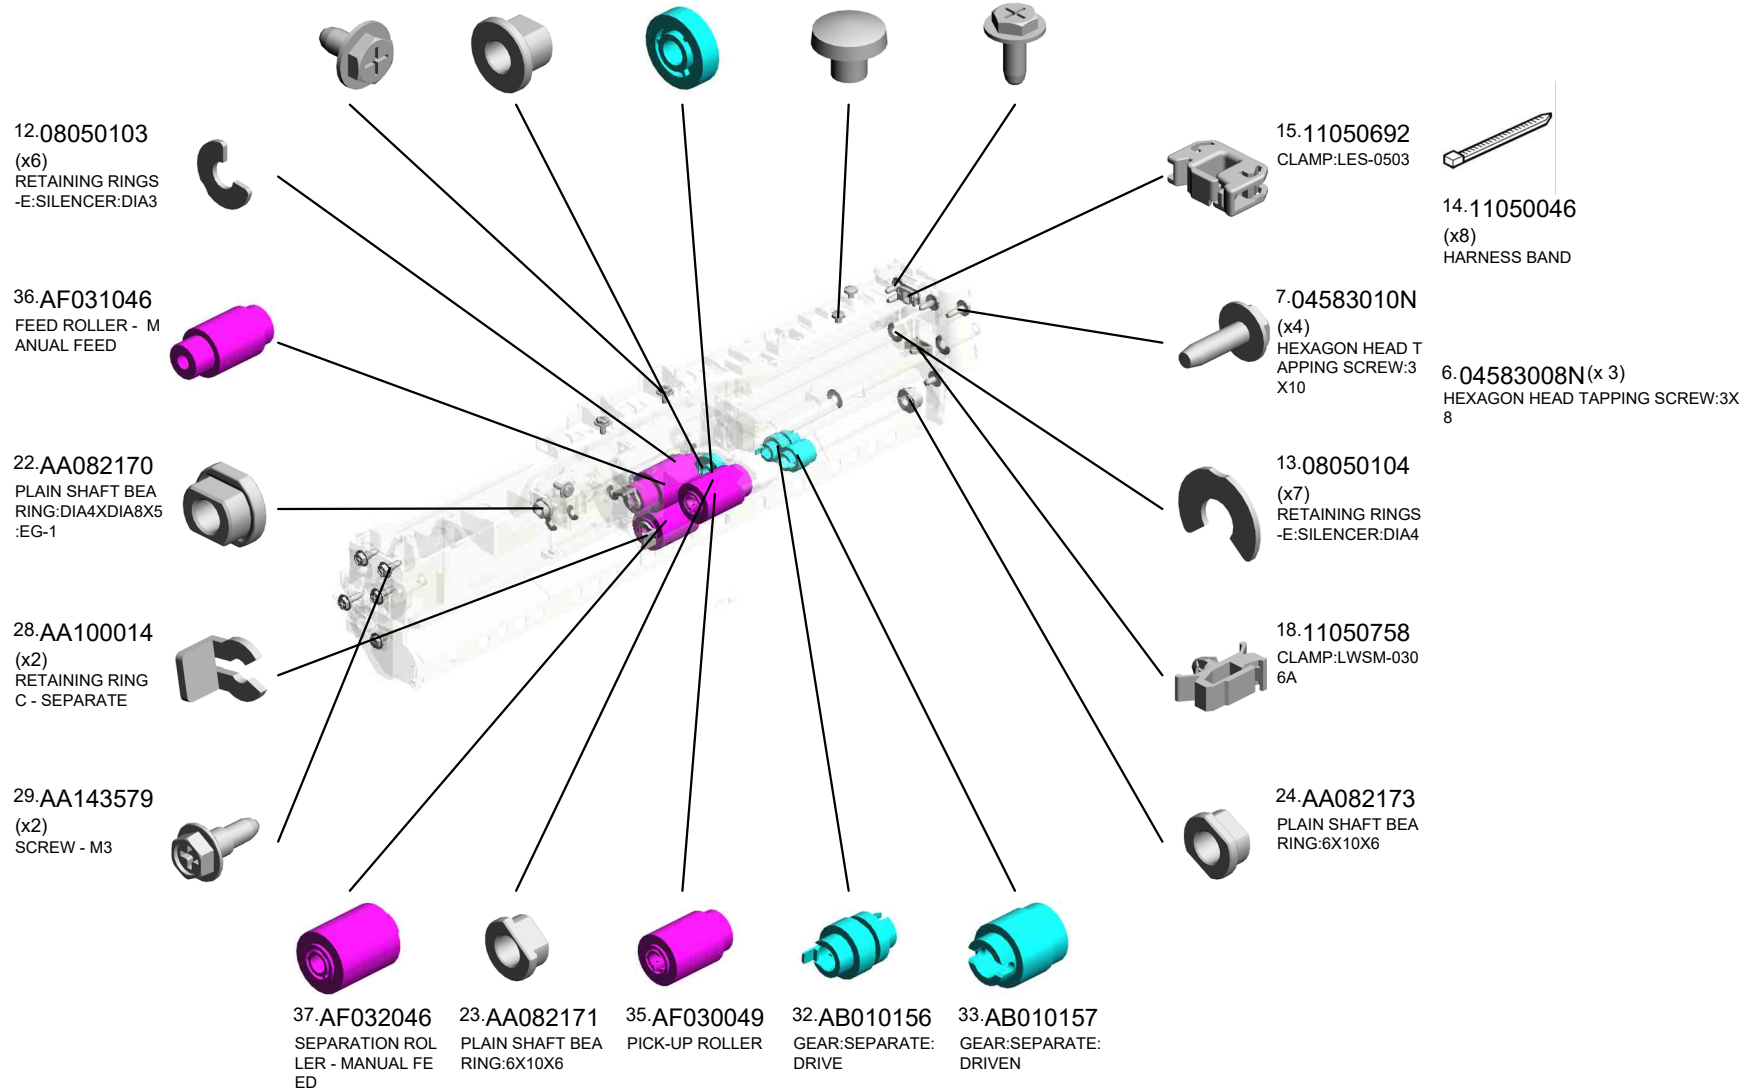 12.08050103
(x6)
RETAINING RINGS
-E:SILENCER:DIA3
36.AF031046
FEED ROLLER - M
ANUAL FEED
22.AA082170
PLAIN SHAFT BEA
RING:DIA4XDIA8X5
:EG-1
28.AA100014
(x2)
RETAINING RING
C - SEPARATE
29.AA143579
(x2)
SCREW - M3
37.AF032046
SEPARATION ROL
LER - MANUAL FE
ED
23.AA082171
PLAIN SHAFT BEA
RING:6X10X6
35.AF030049
PICK-UP ROLLER
32.AB010156
GEAR:SEPARATE:
DRIVE
33.AB010157
GEAR:SEPARATE:
DRIVEN
15.11050692
CLAMP:LES-0503
14.11050046
(x8)
HARNESS BAND
7.04583010N
(x4)
HEXAGON HEAD T
APPING SCREW:3
X10
6.04583008N(x 3)
HEXAGON HEAD TAPPING SCREW:3X
8
13.08050104
(x7)
RETAINING RINGS
-E:SILENCER:DIA4
18.11050758
CLAMP:LWSM-030
6A
24.AA082173
PLAIN SHAFT BEA
RING:6X10X6